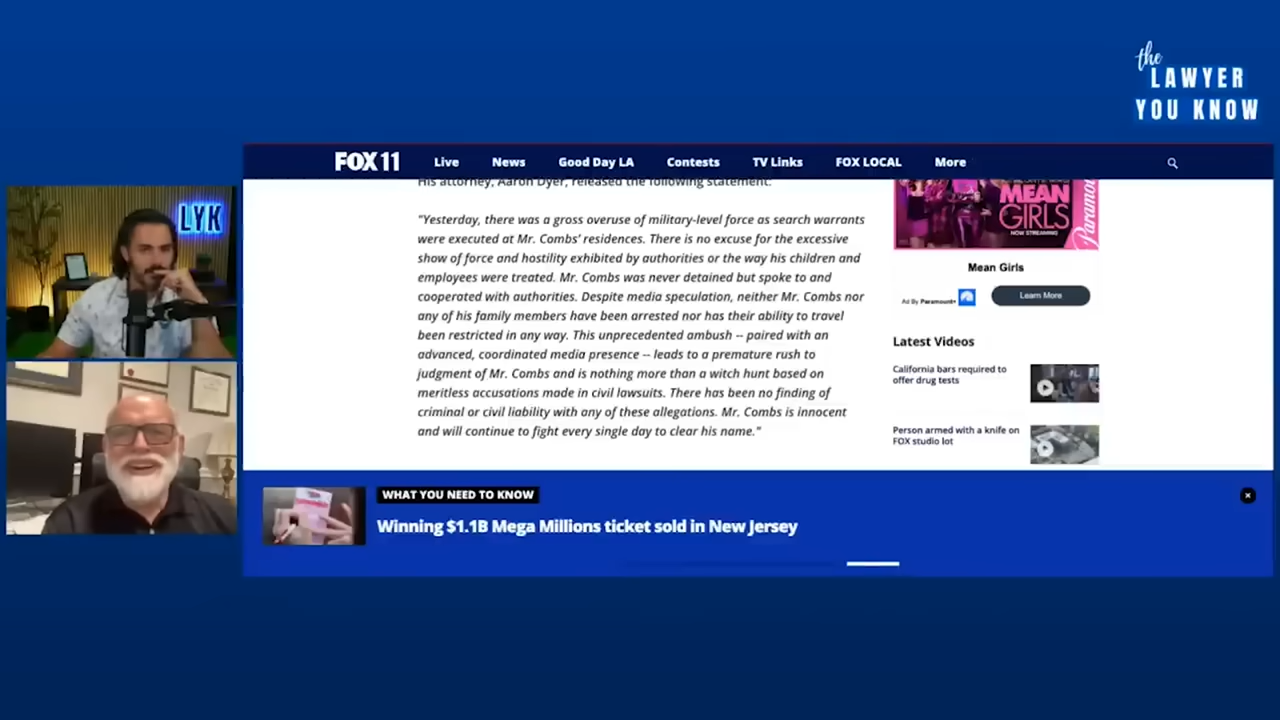 the
LAWYER
YOU KNOW
FOX 11
Live
News
Good Day LA
Contests
TV Links
FOX LOCAL
More
His attorney, Aaron Dyer, released the following statement:
"Yesterday, there was a gross overuse of military-level force as search warrants
were executed at Mr. Combs' residences. There is no excuse for the excessive
show of force and hostility exhibited by authorities or the way his children and
employees were treated. Mr. Combs was never detained but spoke to and
cooperated with authorities. Despite media speculation, neither Mr. Combs nor
any of his family members have been arrested nor has their ability to travel
been restricted in any way. This unprecedented ambush -- paired with an
advanced, coordinated media presence -- leads to a premature rush to
judgment of Mr. Combs and is nothing more than a witch hunt based on
meritless accusations made in civil lawsuits. There has been no finding of
criminal or civil liability with any of these allegations. Mr. Combs is innocent
and will continue to fight every single day to clear his name."
MEAN
GIRLS
NOW STREAMING
Paramou
Mean Girls
Ad By Paramount+
Learn More
Latest Videos
California bars required to
offer drug tests
Person armed with a knife on
FOX studio lot
LYK
WHAT YOU NEED TO KNOW
Winning $1.1B Mega Millions ticket sold in New Jersey